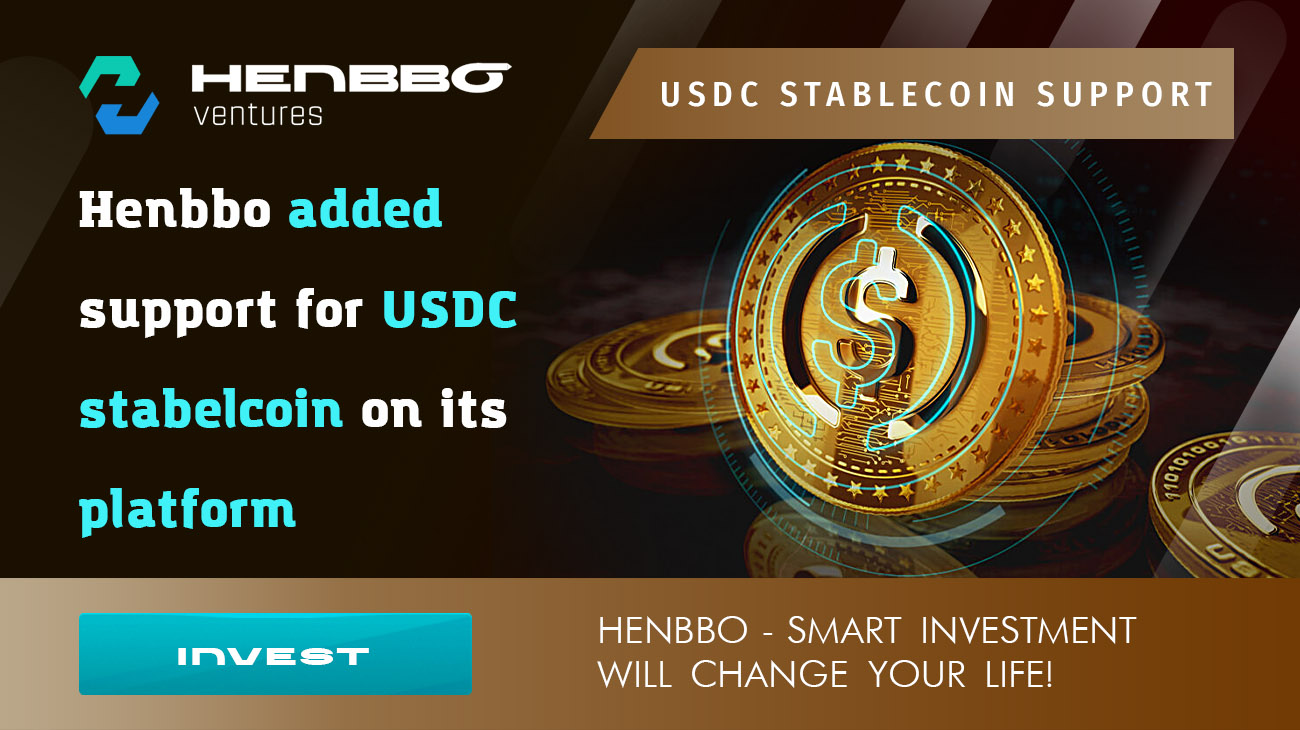 HENBBO
ventures
USDC STABLECOIN SUPPORT
Henbbo added
support for USDC
stabelcoin on its
platform
INVEST
HENBBO - SMART INVESTMENT
WILL CHANGE YOUR LIFE!